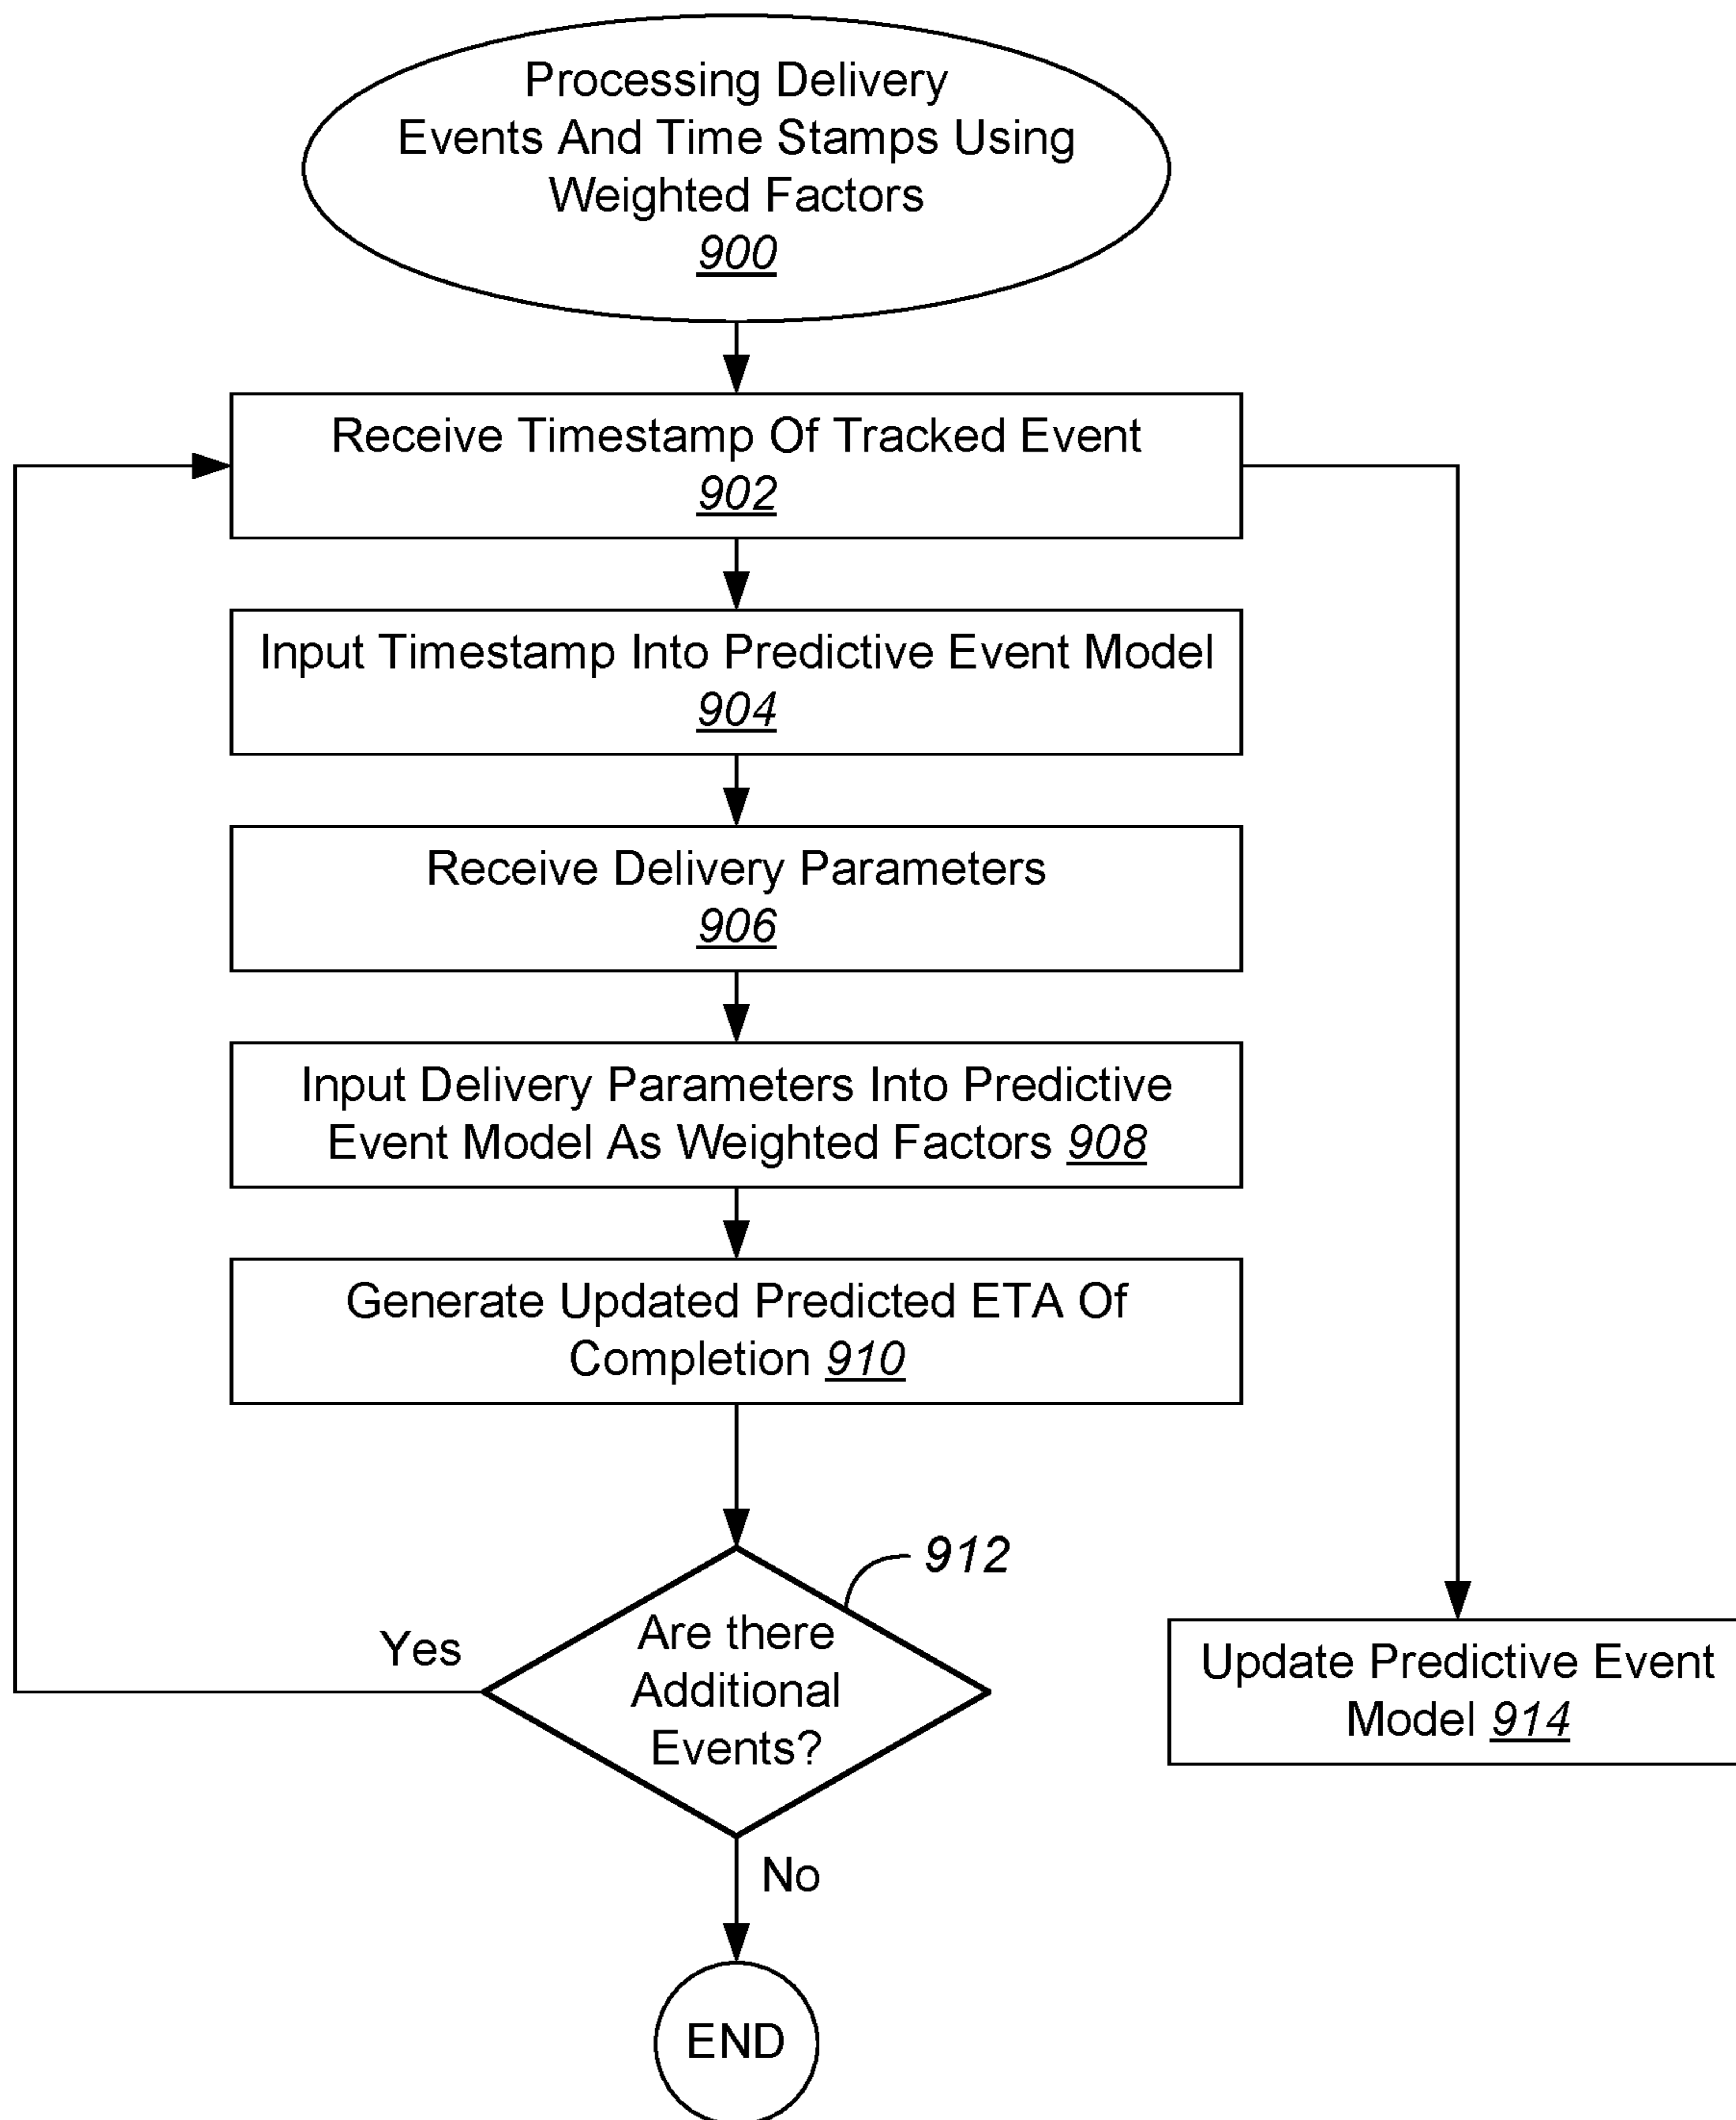 Processing Delivery
Events And Time Stamps Using
Weighted Factors
900
Receive Timestamp Of Tracked Event
902
Input Timestamp Into Predictive Event Model
904
Receive Delivery Parameters
906
Input Delivery Parameters Into Predictive
Event Model As Weighted Factors 908
Generate Updated Predicted ETA Of
Completion 910
912
Are there
Additional
Events?
Yes
Update Predictive Event
Model 914
No
END